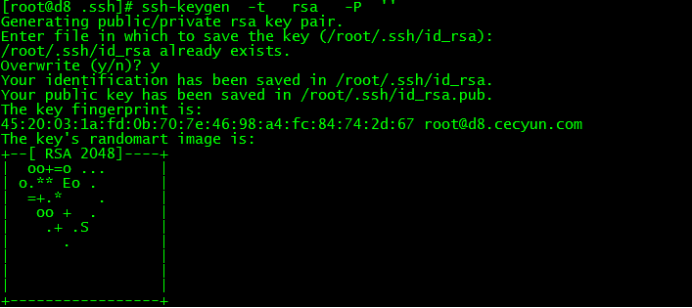 [root@d8 .ssh]# ssh-keygen  -t   rsa   -P  ''
Generating public/private rsa key pair.
Enter file in which to save the key (/root/.ssh/id_rsa):
/root/.ssh/id_rsa already exists.
Overwrite (y/n)? y
Your identification has been saved in /root/.ssh/id_rsa.
Your public key has been saved in /root/.ssh/id_rsa.pub.
The key fingerprint is:
45:20:03:1a:fd:0b:70:7e:46:98:a4:fc:84:74:2d:67 root@d8.cecyun.com
The key's randomart image is:
+--[ RSA 2048]----+
|  oo+=o ...      |
| o.** Eo .       |
|  =+.*    .      |
|   oo +  .       |
|    .+ .S        |
|      .          |
|                 |
|                 |
|                 |
+-----------------+